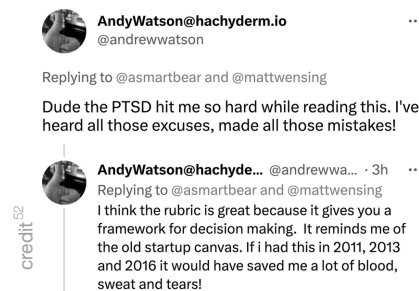 AndyWatson@hachyderm.io
@andrewwatson
Replying to @asmartbear and @mattwensing
Dude the PTSD hit me so hard while reading this. I've
heard all those excuses, made all those mistakes!
AndyWatson@hachyde... @andrewwa... · 3h
Replying to @asmartbear and @mattwensing
I think the rubric is great because it gives you a
framework for decision making.  It reminds me of
the old startup canvas. If i had this in 2011, 2013
and 2016 it would have saved me a lot of blood,
sweat and tears!
credit 52